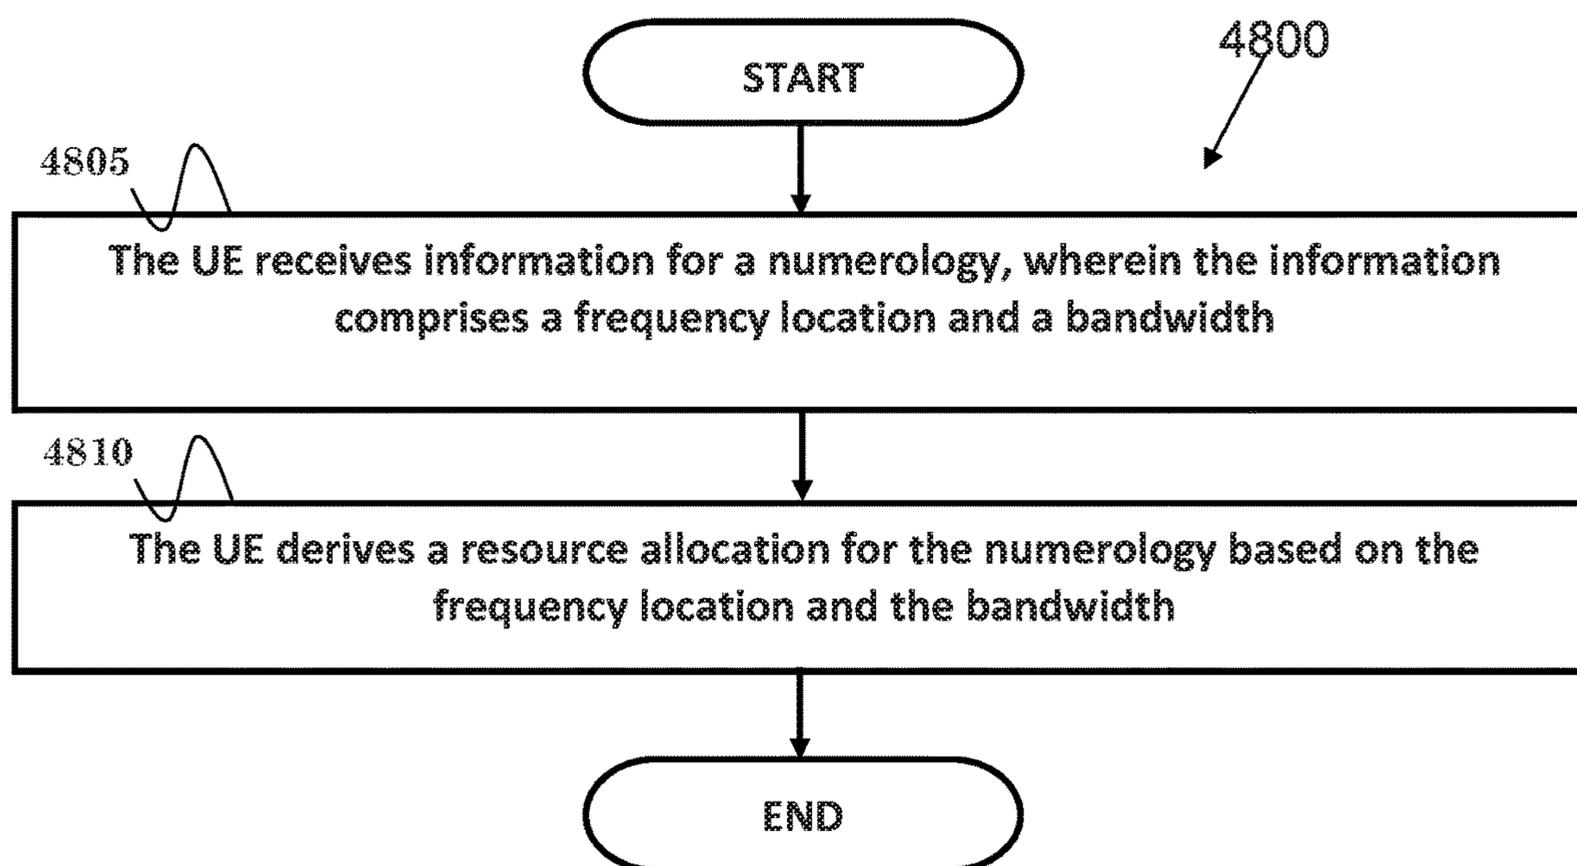 START
4800
4805
The UE receives information for a numerology, wherein the information
comprises a frequency location and a bandwidth
4810
The UE derives a resource allocation for the numerology based on the
frequency location and the bandwidth
END